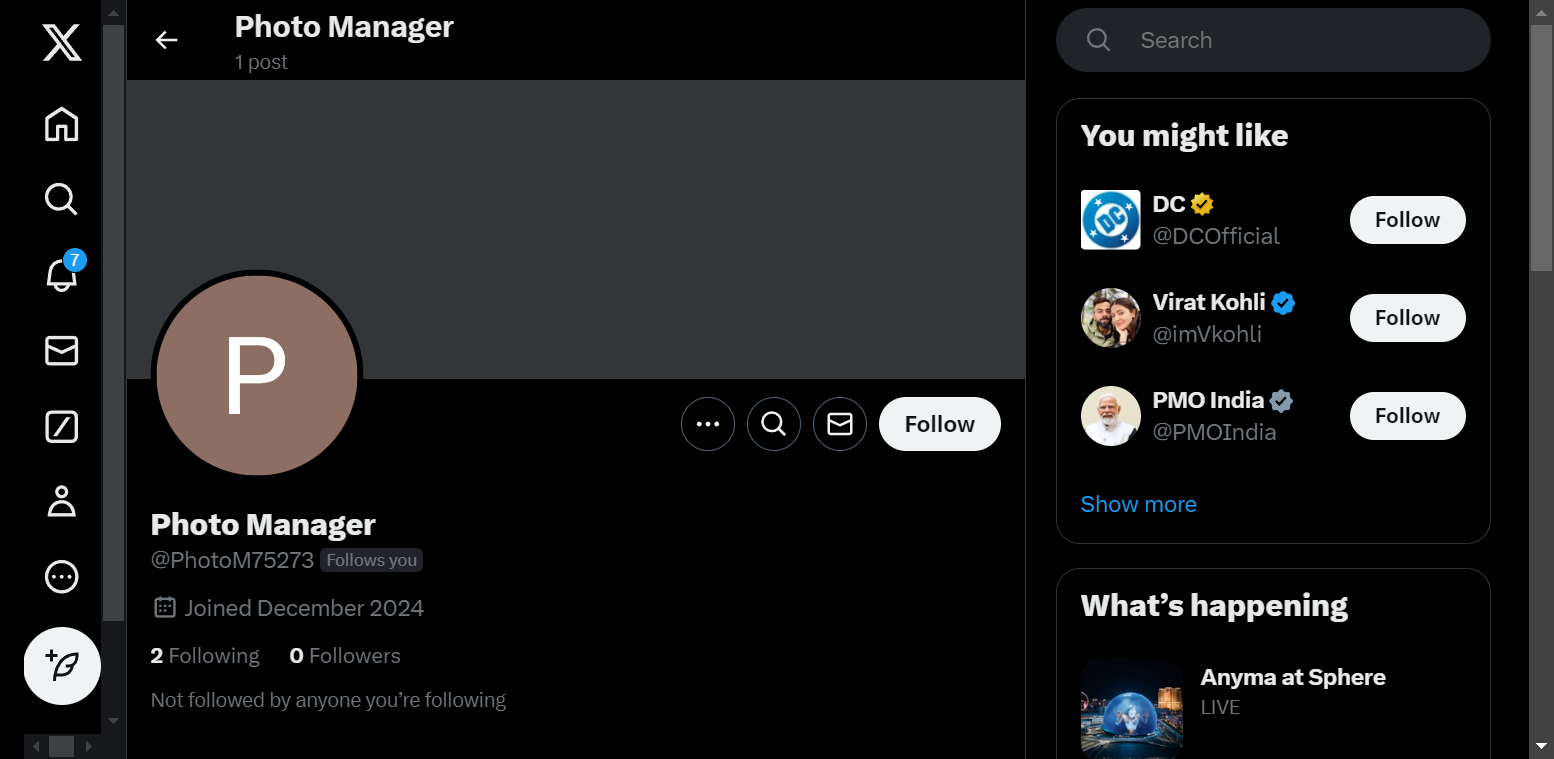 Photo Manager
1 post
7
P
Follow
Photo Manager
@PhotoM75273 Follows you
Joined December 2024
2 Following 0 Followers
Not followed by anyone you’re following
Search
You might like
DC
DC
@DCOfficial
Follow
Virat Kohli
@imVkohli
Follow
PMO India
@PMOIndia
Follow
Show more
What’s happening
Anyma at Sphere
LIVE